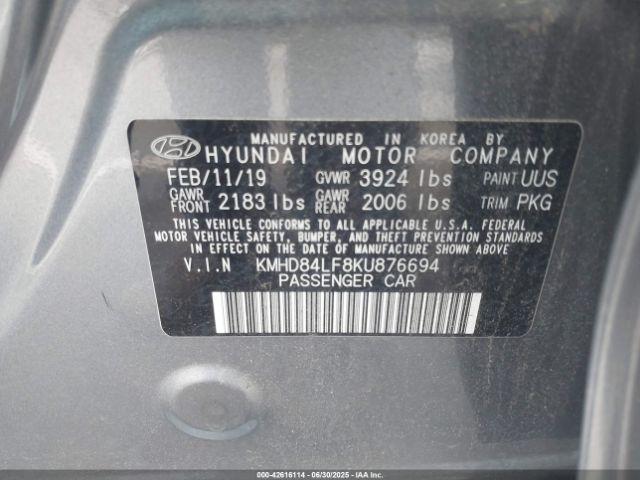 MANUFACTURED IN KOREA BY
HYUNDAI MOTOR COMPANY
FEB/11/19 GVWR 3924 lbs PAINT UUS
GAWR FRONT 2183 lbs GAWR REAR 2006 lbs TRIM PKG
THIS VEHICLE CONFORMS TO ALL APPLICABLE U.S.A. FEDERAL
MOTOR VEHICLE SAFETY, BUMPER, AND THEFT PREVENTION STANDARDS
IN EFFECT ON THE DATE OF MANUFACTURE SHOWN ABOVE
V.I.N KMHD84LF8KU876694
PASSENGER CAR
000-42616114 - 06/30/2025 - IAAI.com